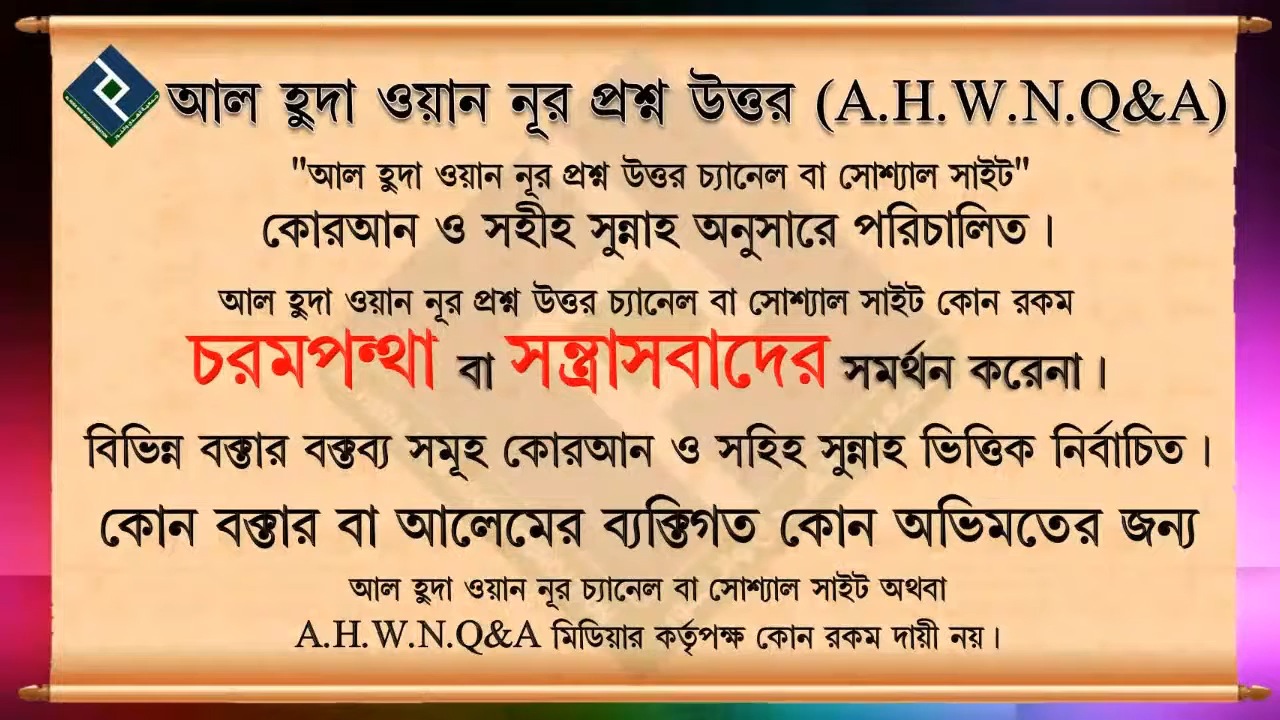 আল হুদা ওয়ান নূর প্রশ্ন উত্তর (A.H.W.N.Q&A)
"আল হুদা ওয়ান নূর প্রশ্ন উত্তর চ্যানেল বা সোশ্যাল সাইট"
কোরআন ও সহীহ সুন্নাহ অনুসারে পরিচালিত।
আল হুদা ওয়ান নূর প্রশ্ন উত্তর চ্যানেল বা সোশ্যাল সাইট কোন রকম
চরমপন্থা বা সন্ত্রাসবাদের সমর্থন করেনা।
বিভিন্ন বক্তার বক্তব্য সমূহ কোরআন ও সহিহ সুন্নাহ ভিত্তিক নির্বাচিত।
কোন বক্তার বা আলেমের ব্যক্তিগত কোন অভিমতের জন্য
আল হুদা ওয়ান নূর চ্যানেল বা সোশ্যাল সাইট অথবা
A.H.W.N.Q&A মিডিয়ার কর্তৃপক্ষ কোন রকম দায়ী নয়।